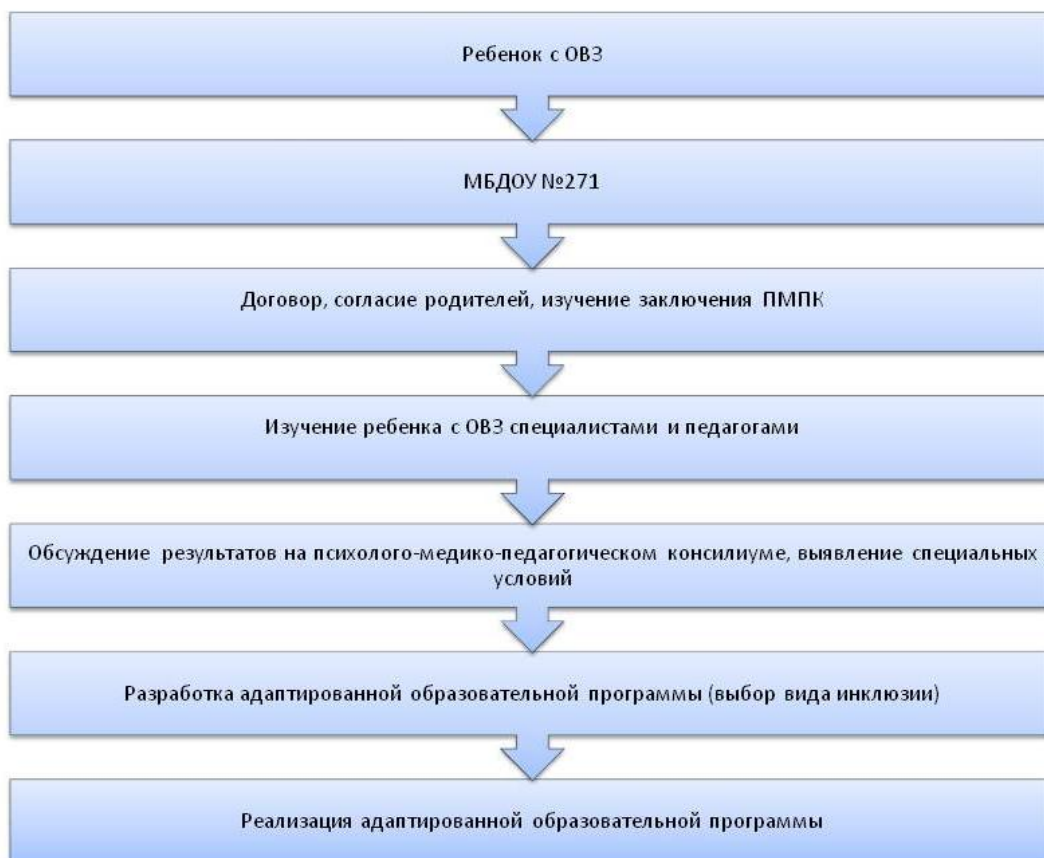 Ребенок с ОВЗ
МБДОУ №271
Договор, согласие родителей, изучение заключения ПМПК
Изучение ребенка с ОВЗ специалистами и педагогами
Обсуждение результатов на психолого-медико-педагогическом консилиуме, выявление специальных
условий
Разработка адаптированной образовательной программы (выбор вида инклюзии)
Реализация адаптированной образовательной программы